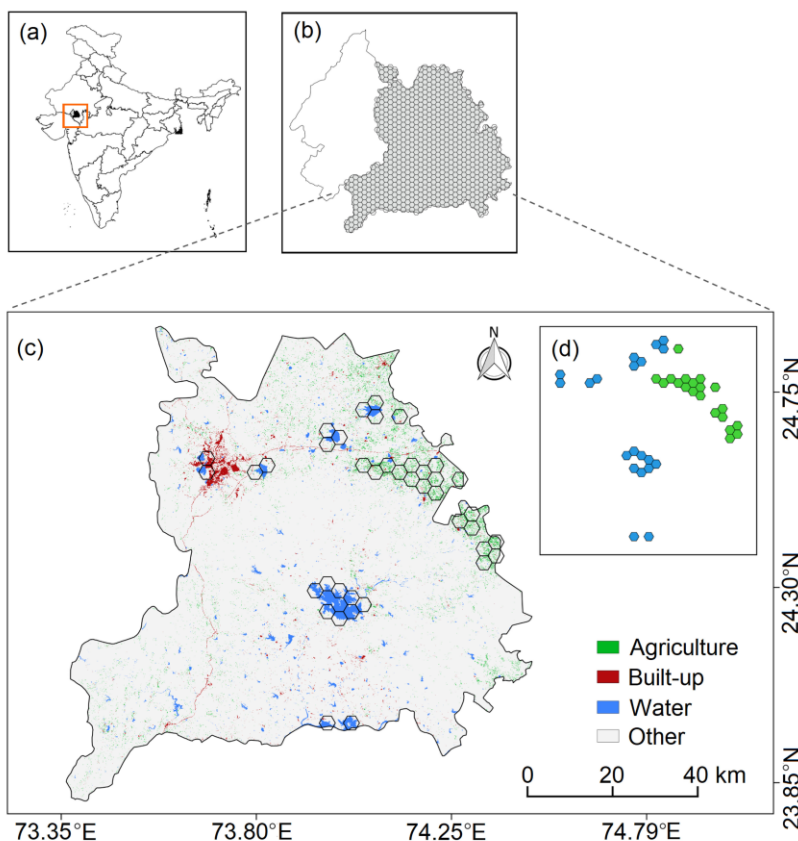 (a)
(b)
(c)
N
(d)
24.75°N
24.30°N
23.85°N
Agriculture
Built-up
Water
Other
0 20 40 km
73.35°E 73.80°E 74.25°E 74.79°E